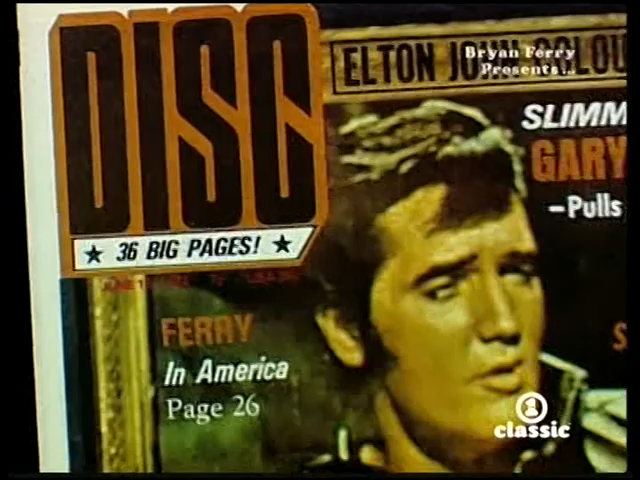 DISC
ELTON JOHN COLOU
Bryan Ferry
Presents...
SLIMM
GARY
-Pulls
★ 36 BIG PAGES! ★
FERRY
In America
Page 26
S
1
classic